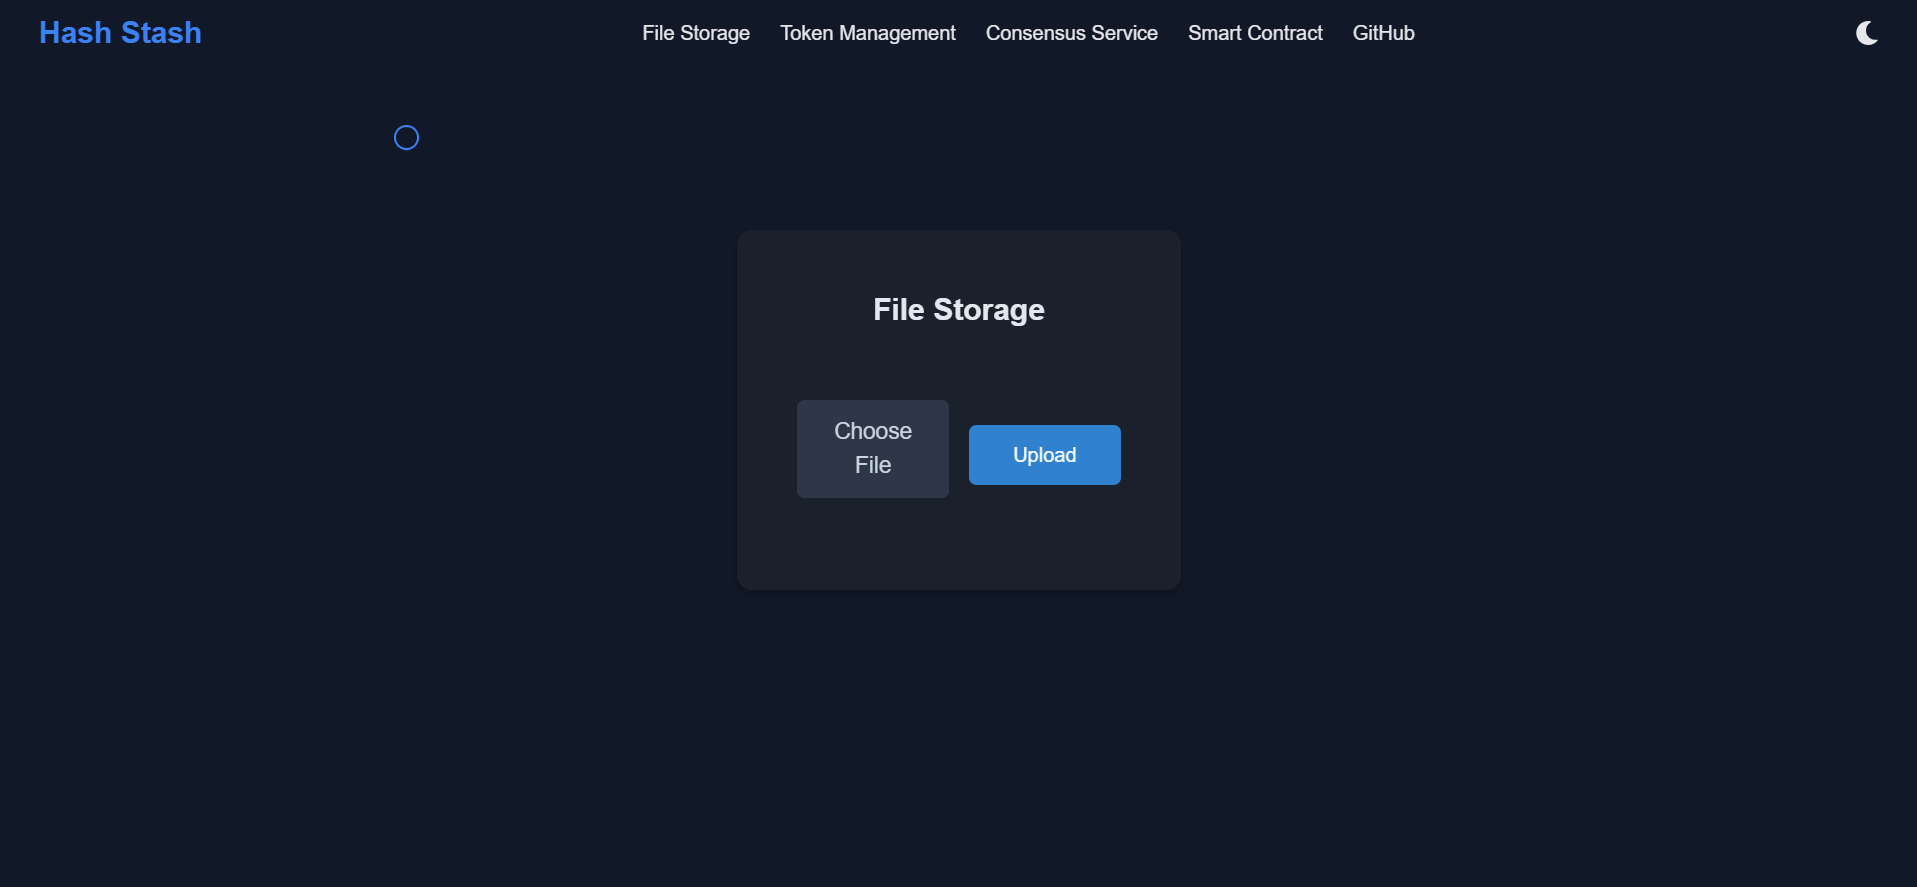 Hash Stash
File Storage
Token Management
Consensus Service
Smart Contract
GitHub
File Storage
Choose
File
Upload